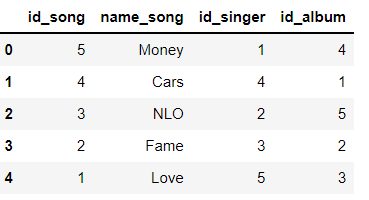 id_song name_song id_singer id_album
0 5 Money 1 4
1 4 Cars 4 1
2 3 NLO 2 5
3 2 Fame 3 2
4 1 Love 5 3